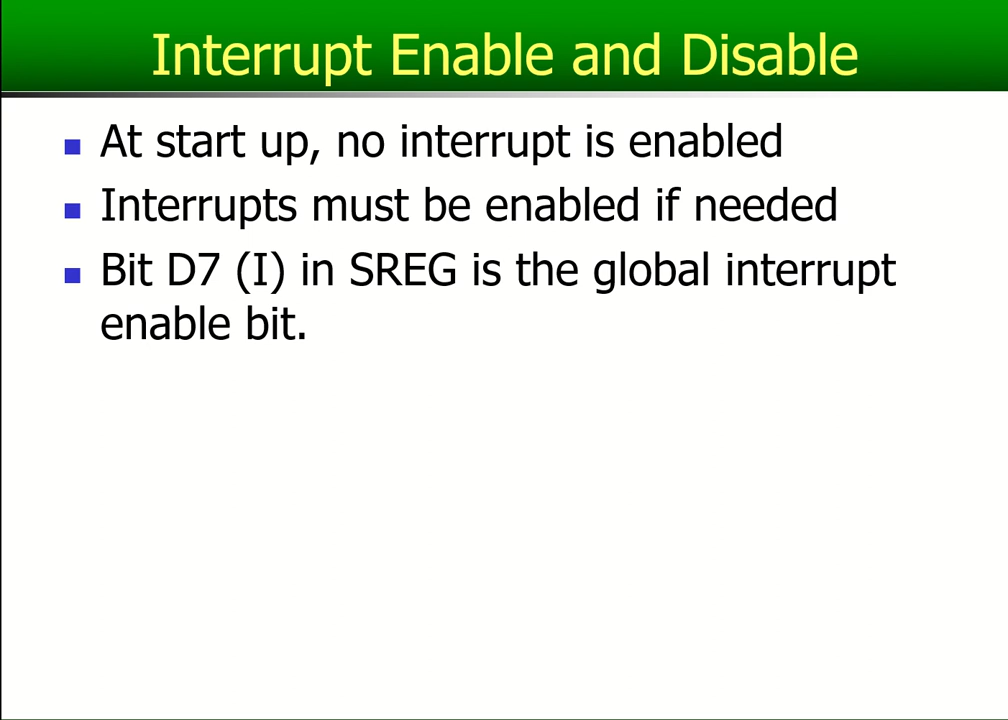 Interrupt Enable and Disable
At start up, no interrupt is enabled
Interrupts must be enabled if needed
Bit D7 (I) in SREG is the global interrupt
enable bit.